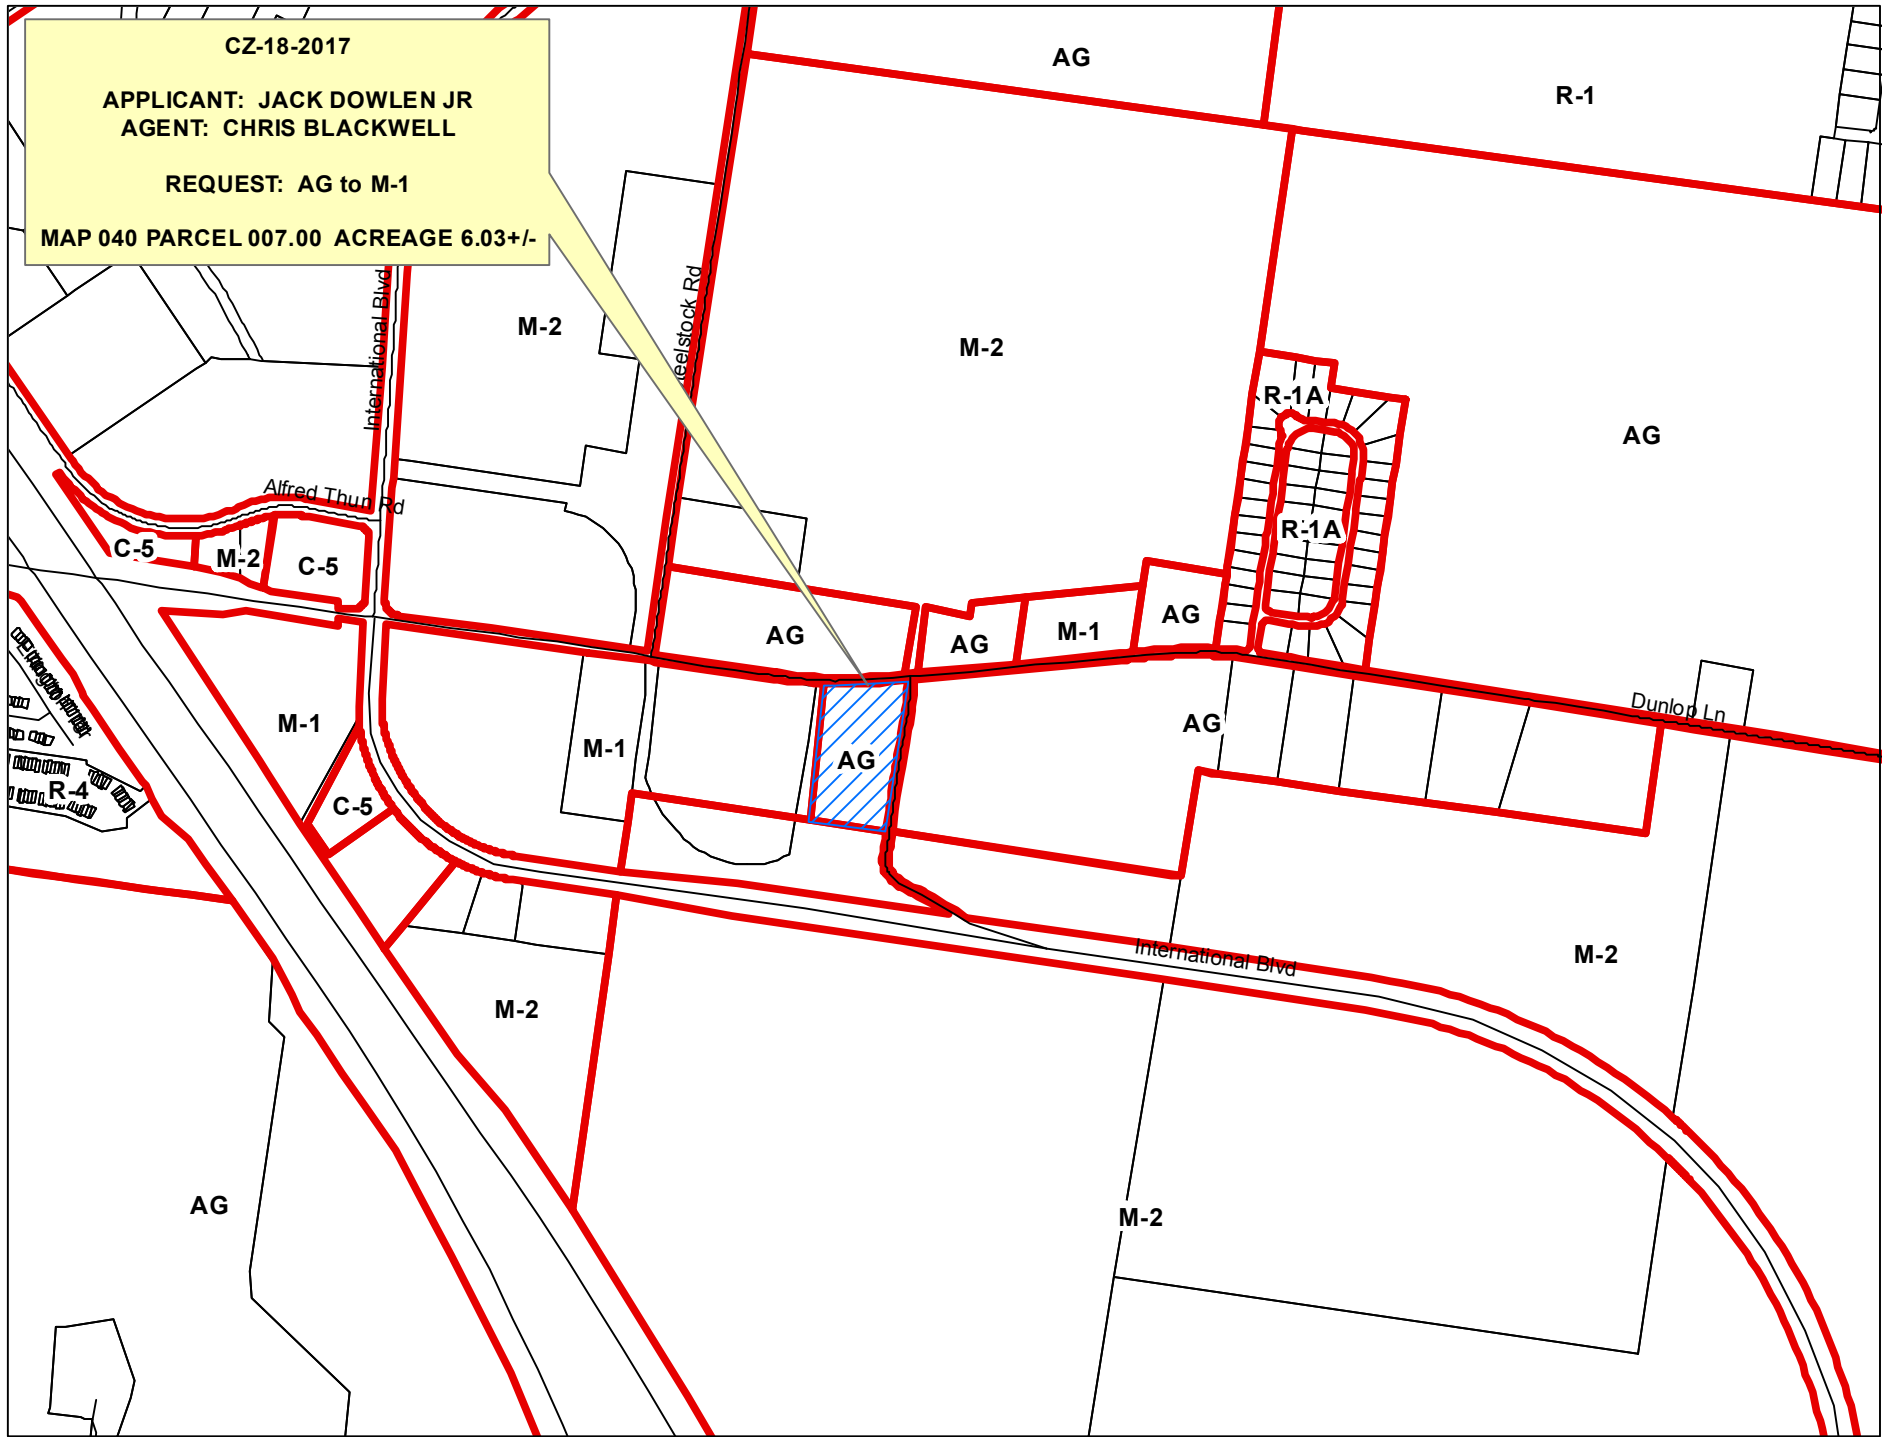 CZ-18-2017
APPLICANT: JACK DOWLEN JR
AGENT: CHRIS BLACKWELL
REQUEST: AG to M-1
MAP 040 PARCEL 007.00 ACREAGE 6.03+/-
AG
R-1
International Blvd
M-2
eelstock Rd
M-2
R-1A
AG
Alfred Thun Rd
R-1A
C-5
M-2
C-5
AG
AG
M-1
AG
Dunlop Ln
M-1
M-1
AG
AG
R-4
C-5
International Blvd
M-2
M-2
AG
M-2